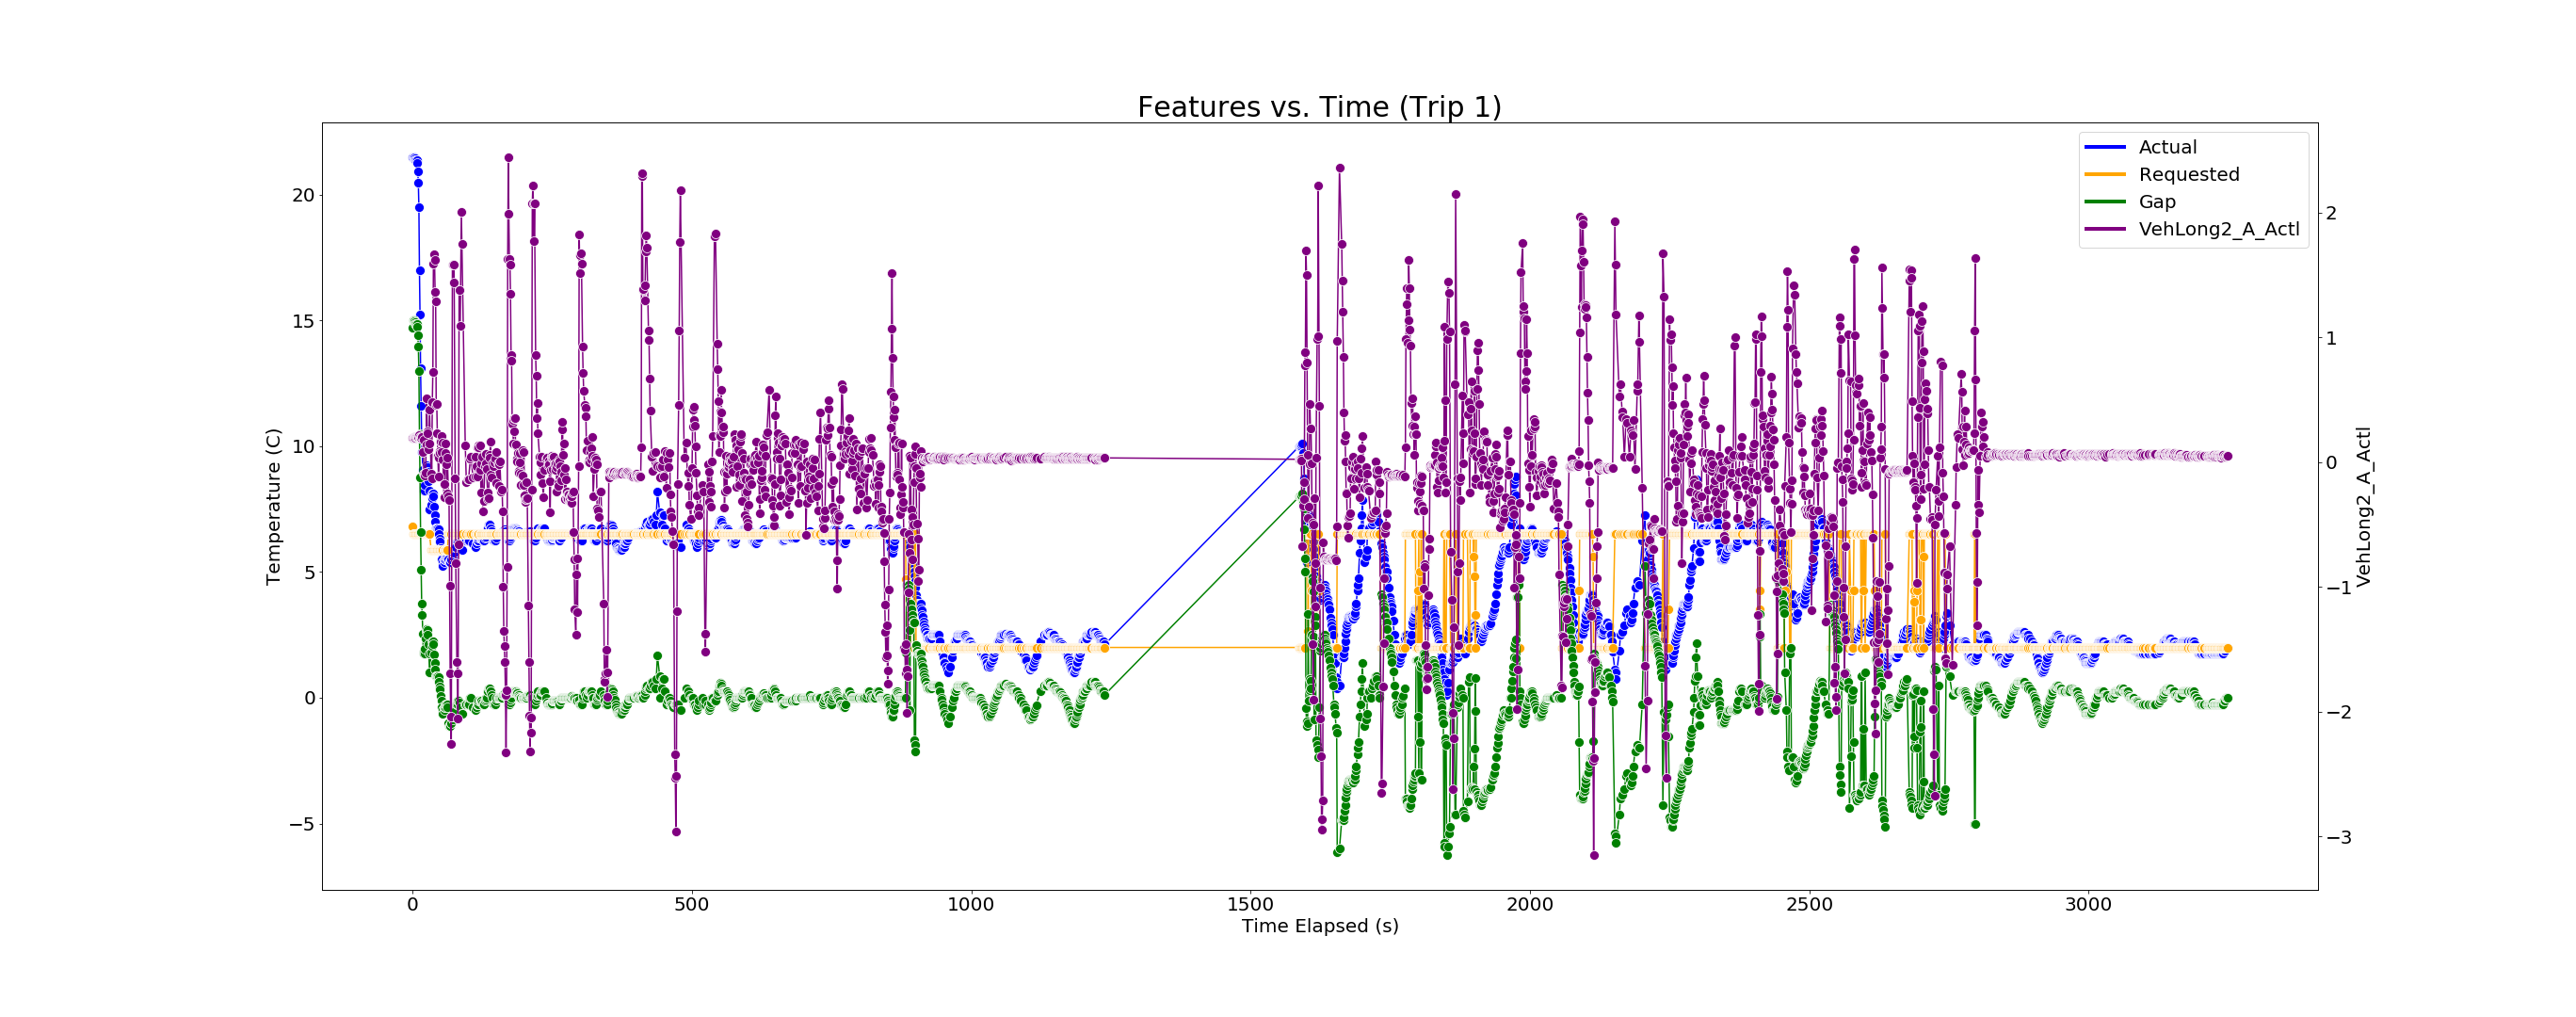 Features vs. Time (Trip 1)
Actual
Requested
Gap
VehLong2_A_Actl
Temperature (C)
20
15
10
5
0
−5
VehLong2_A_Actl
2
1
0
−1
−2
−3
0 500 1000 1500 2000 2500 3000
Time Elapsed (s)